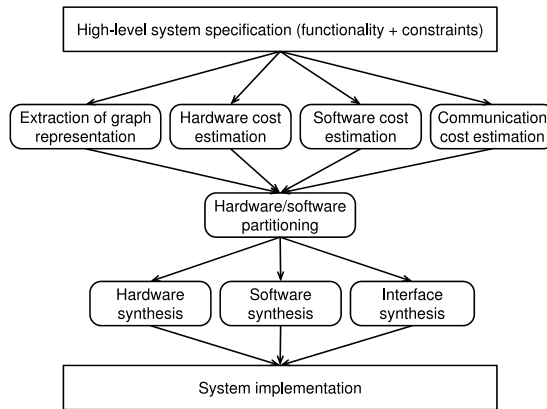 High-level system specification (functionality + constraints)
Extraction of graph
representation
Hardware cost
estimation
Software cost
estimation
Communication
cost estimation
Hardware/software
partitioning
Hardware
synthesis
Software
synthesis
Interface
synthesis
System implementation